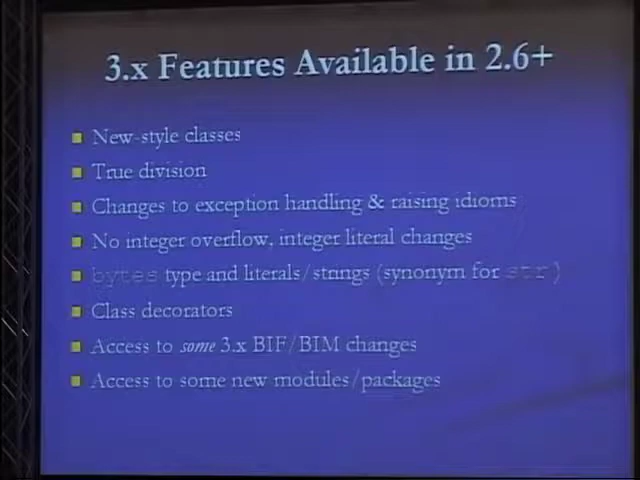 3.x Features Available in 2.6+
New-style classes
True division
Changes to exception handling & raising idioms
No integer overflow, integer literal changes
bytes type and literals/strings (synonym for str)
Class decorators
Access to some 3.x BIF/BIM changes
Access to some new modules/packages